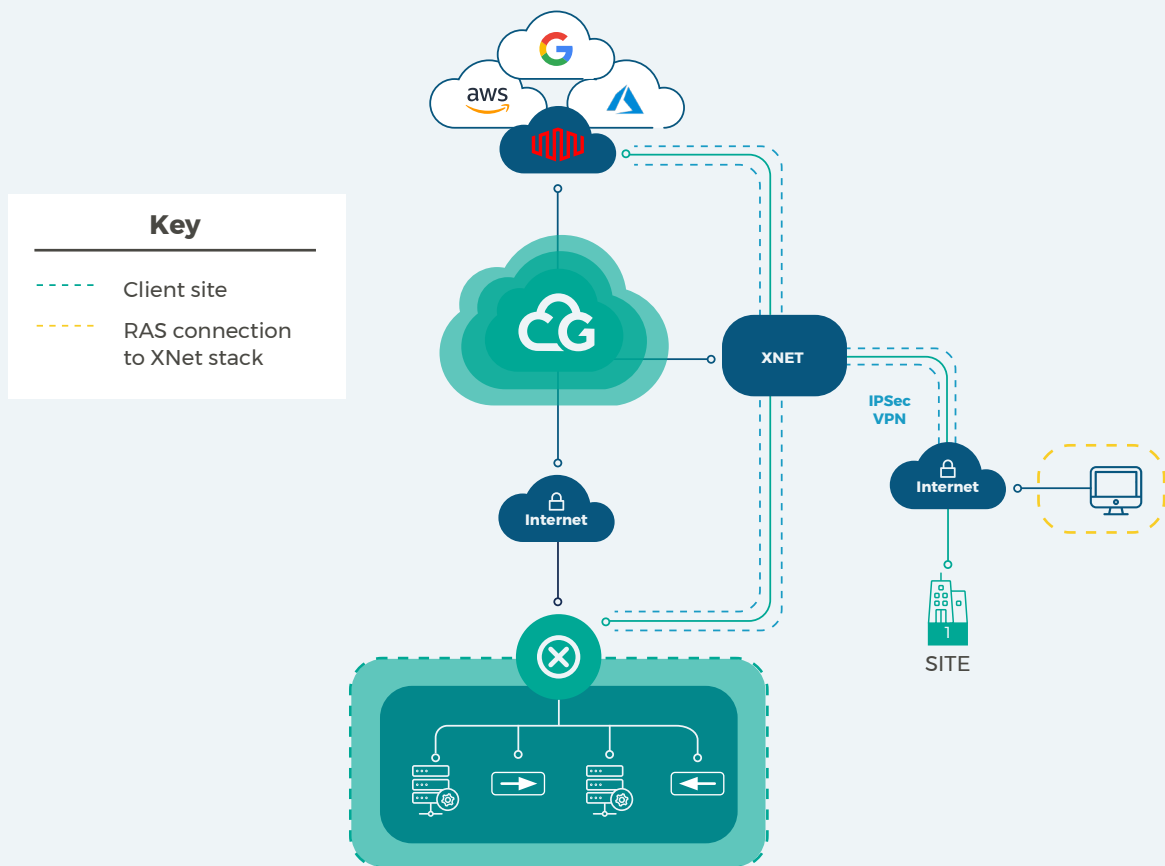 G
aws
Key
Client site
RAS connection
to XNet stack
G
XNET
IPSec
VPN
Internet
Internet
1
SITE